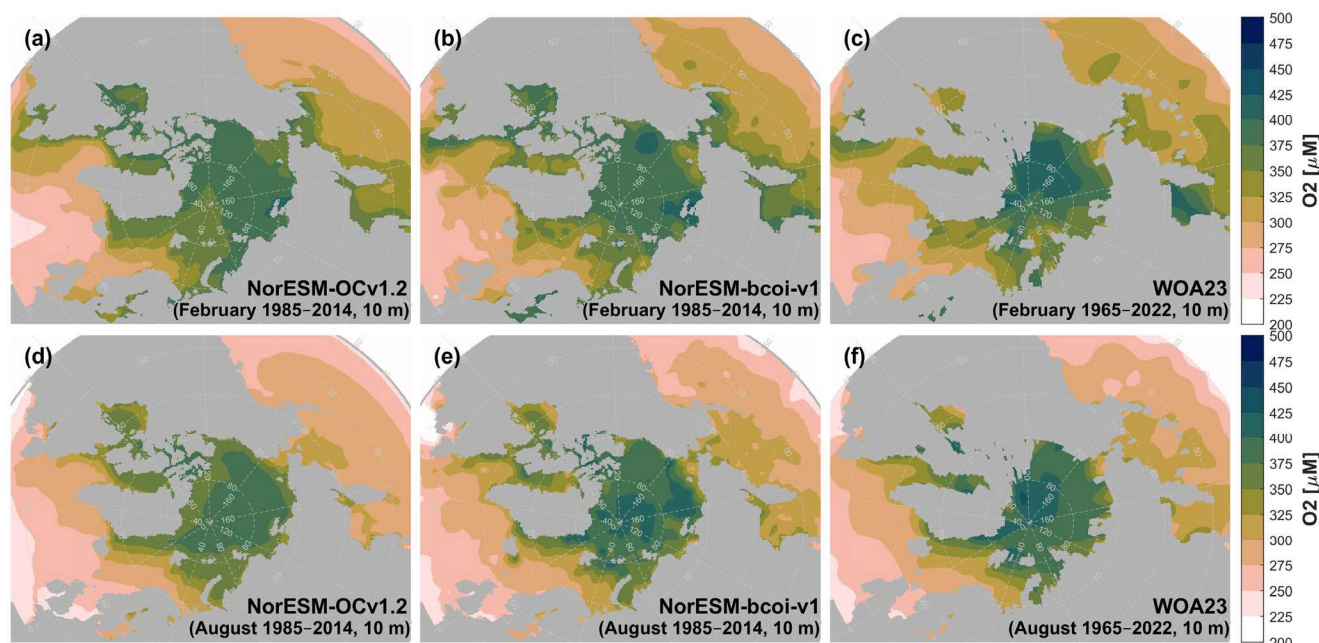 (a)
(b)
(c)
NorESM-OCv1.2
(February 1985–2014, 10 m)
NorESM-bcoi-v1
(February 1985–2014, 10 m)
WOA23
(February 1965–2022, 10 m)
500
475
450
425
400
375
350
325
300
275
250
225
200
O2 [μM]
(d)
(e)
(f)
NorESM-OCv1.2
(August 1985–2014, 10 m)
NorESM-bcoi-v1
(August 1985–2014, 10 m)
WOA23
(August 1965–2022, 10 m)
500
475
450
425
400
375
350
325
300
275
250
225
200
O2 [μM]